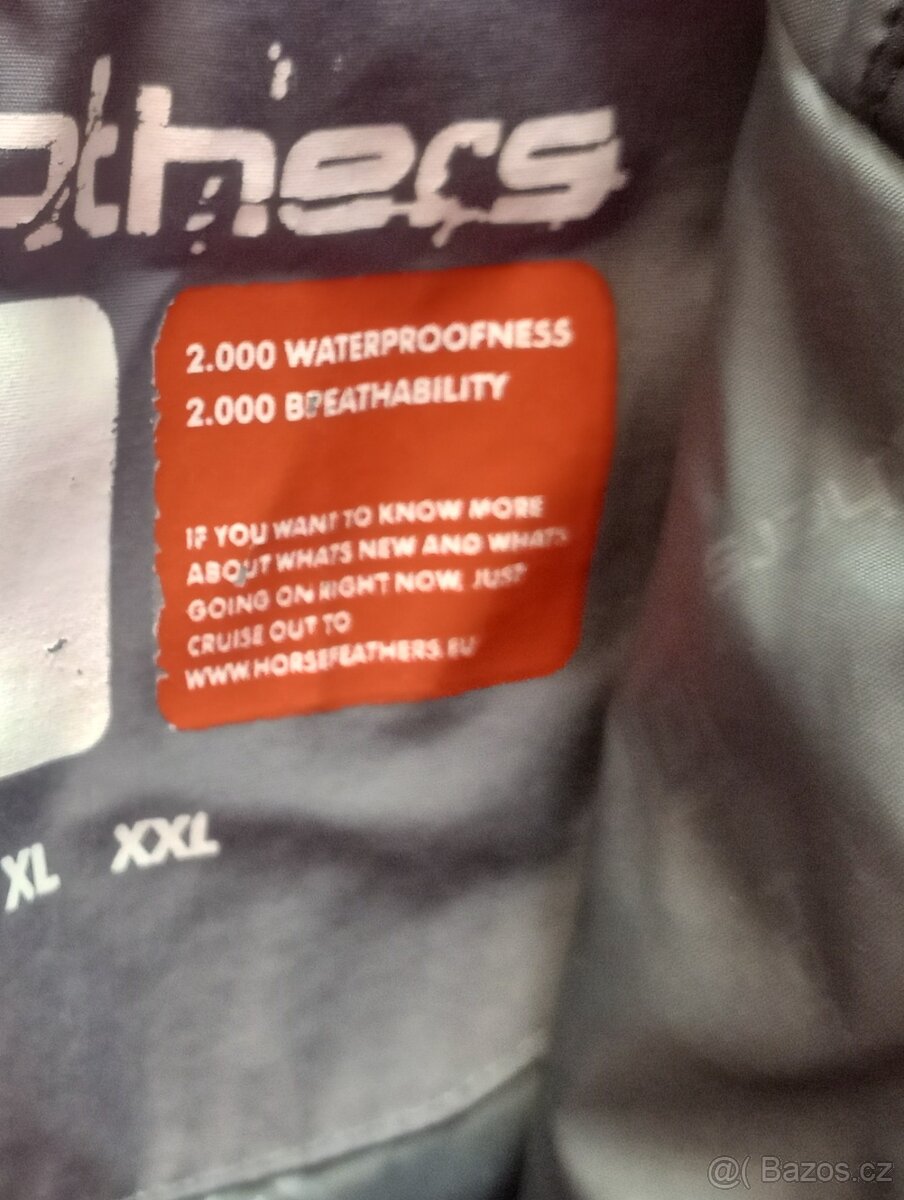 athers
2.000 WATERPROOFNESS
2.000 BREATHABILITY
IF YOU WANT TO KNOW MORE
ABOUT WHATS NEW AND WHATS
GOING ON RIGHT NOW, JUST
CRUISE OUT TO
WWW.HORSEFEATHERS.EU
XL XXL
@( Bazos.cz